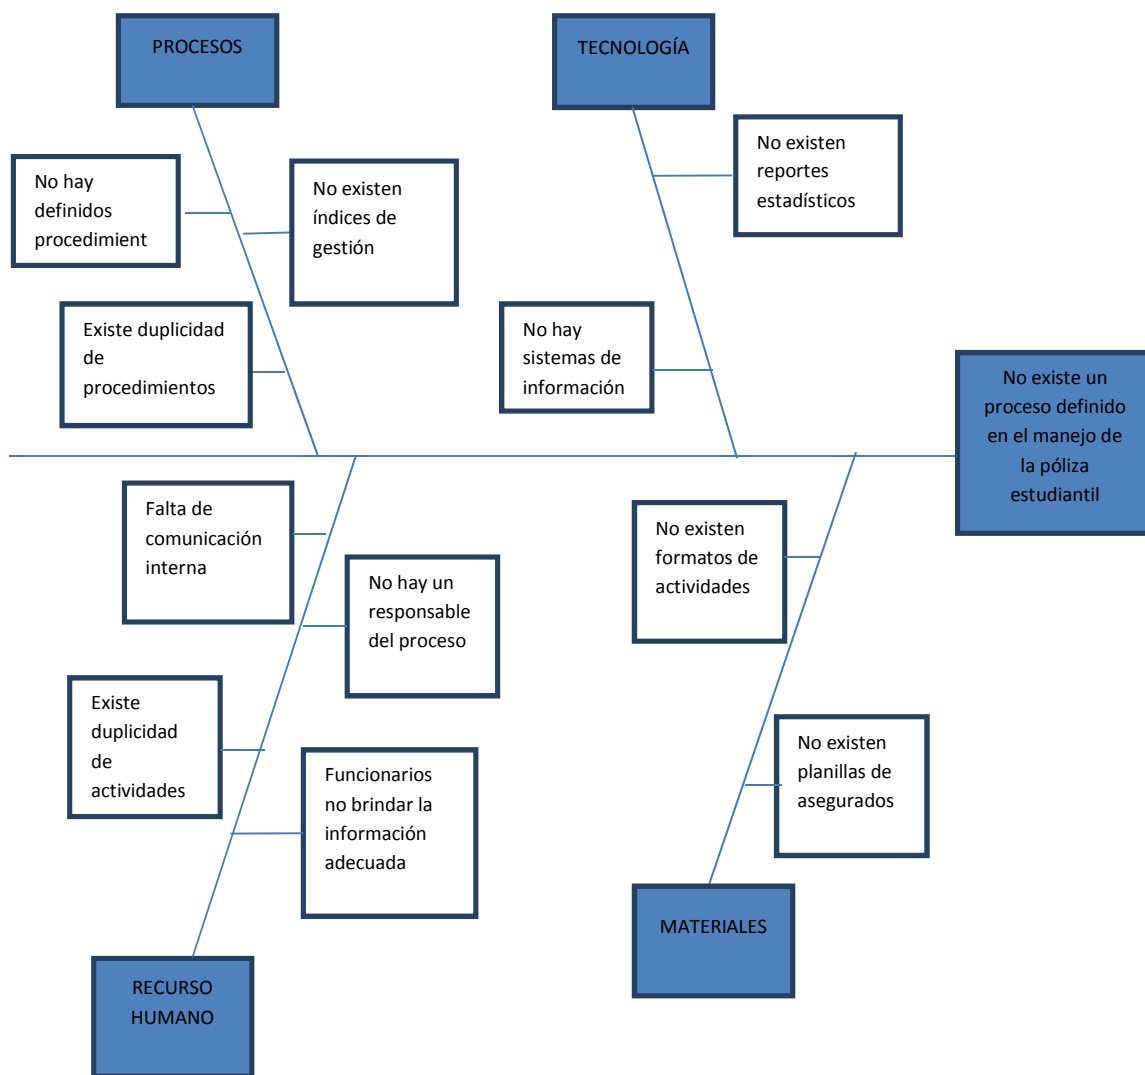 PROCESOS
TECNOLOGÍA
No hay
definidos
procedimient
No existen
índices de
gestión
No existen
reportes
estadísticos
Existe duplicidad
de
procedimientos
No hay
sistemas de
información
No existe un
proceso definido
en el manejo de
la póliza
estudiantil
Falta de
comunicación
interna
No hay un
responsable
del proceso
No existen
formatos de
actividades
Existe
duplicidad
de
actividades
Funcionarios
no brindar la
información
adecuada
No existen
planillas de
asegurados
MATERIALES
RECURSO
HUMANO